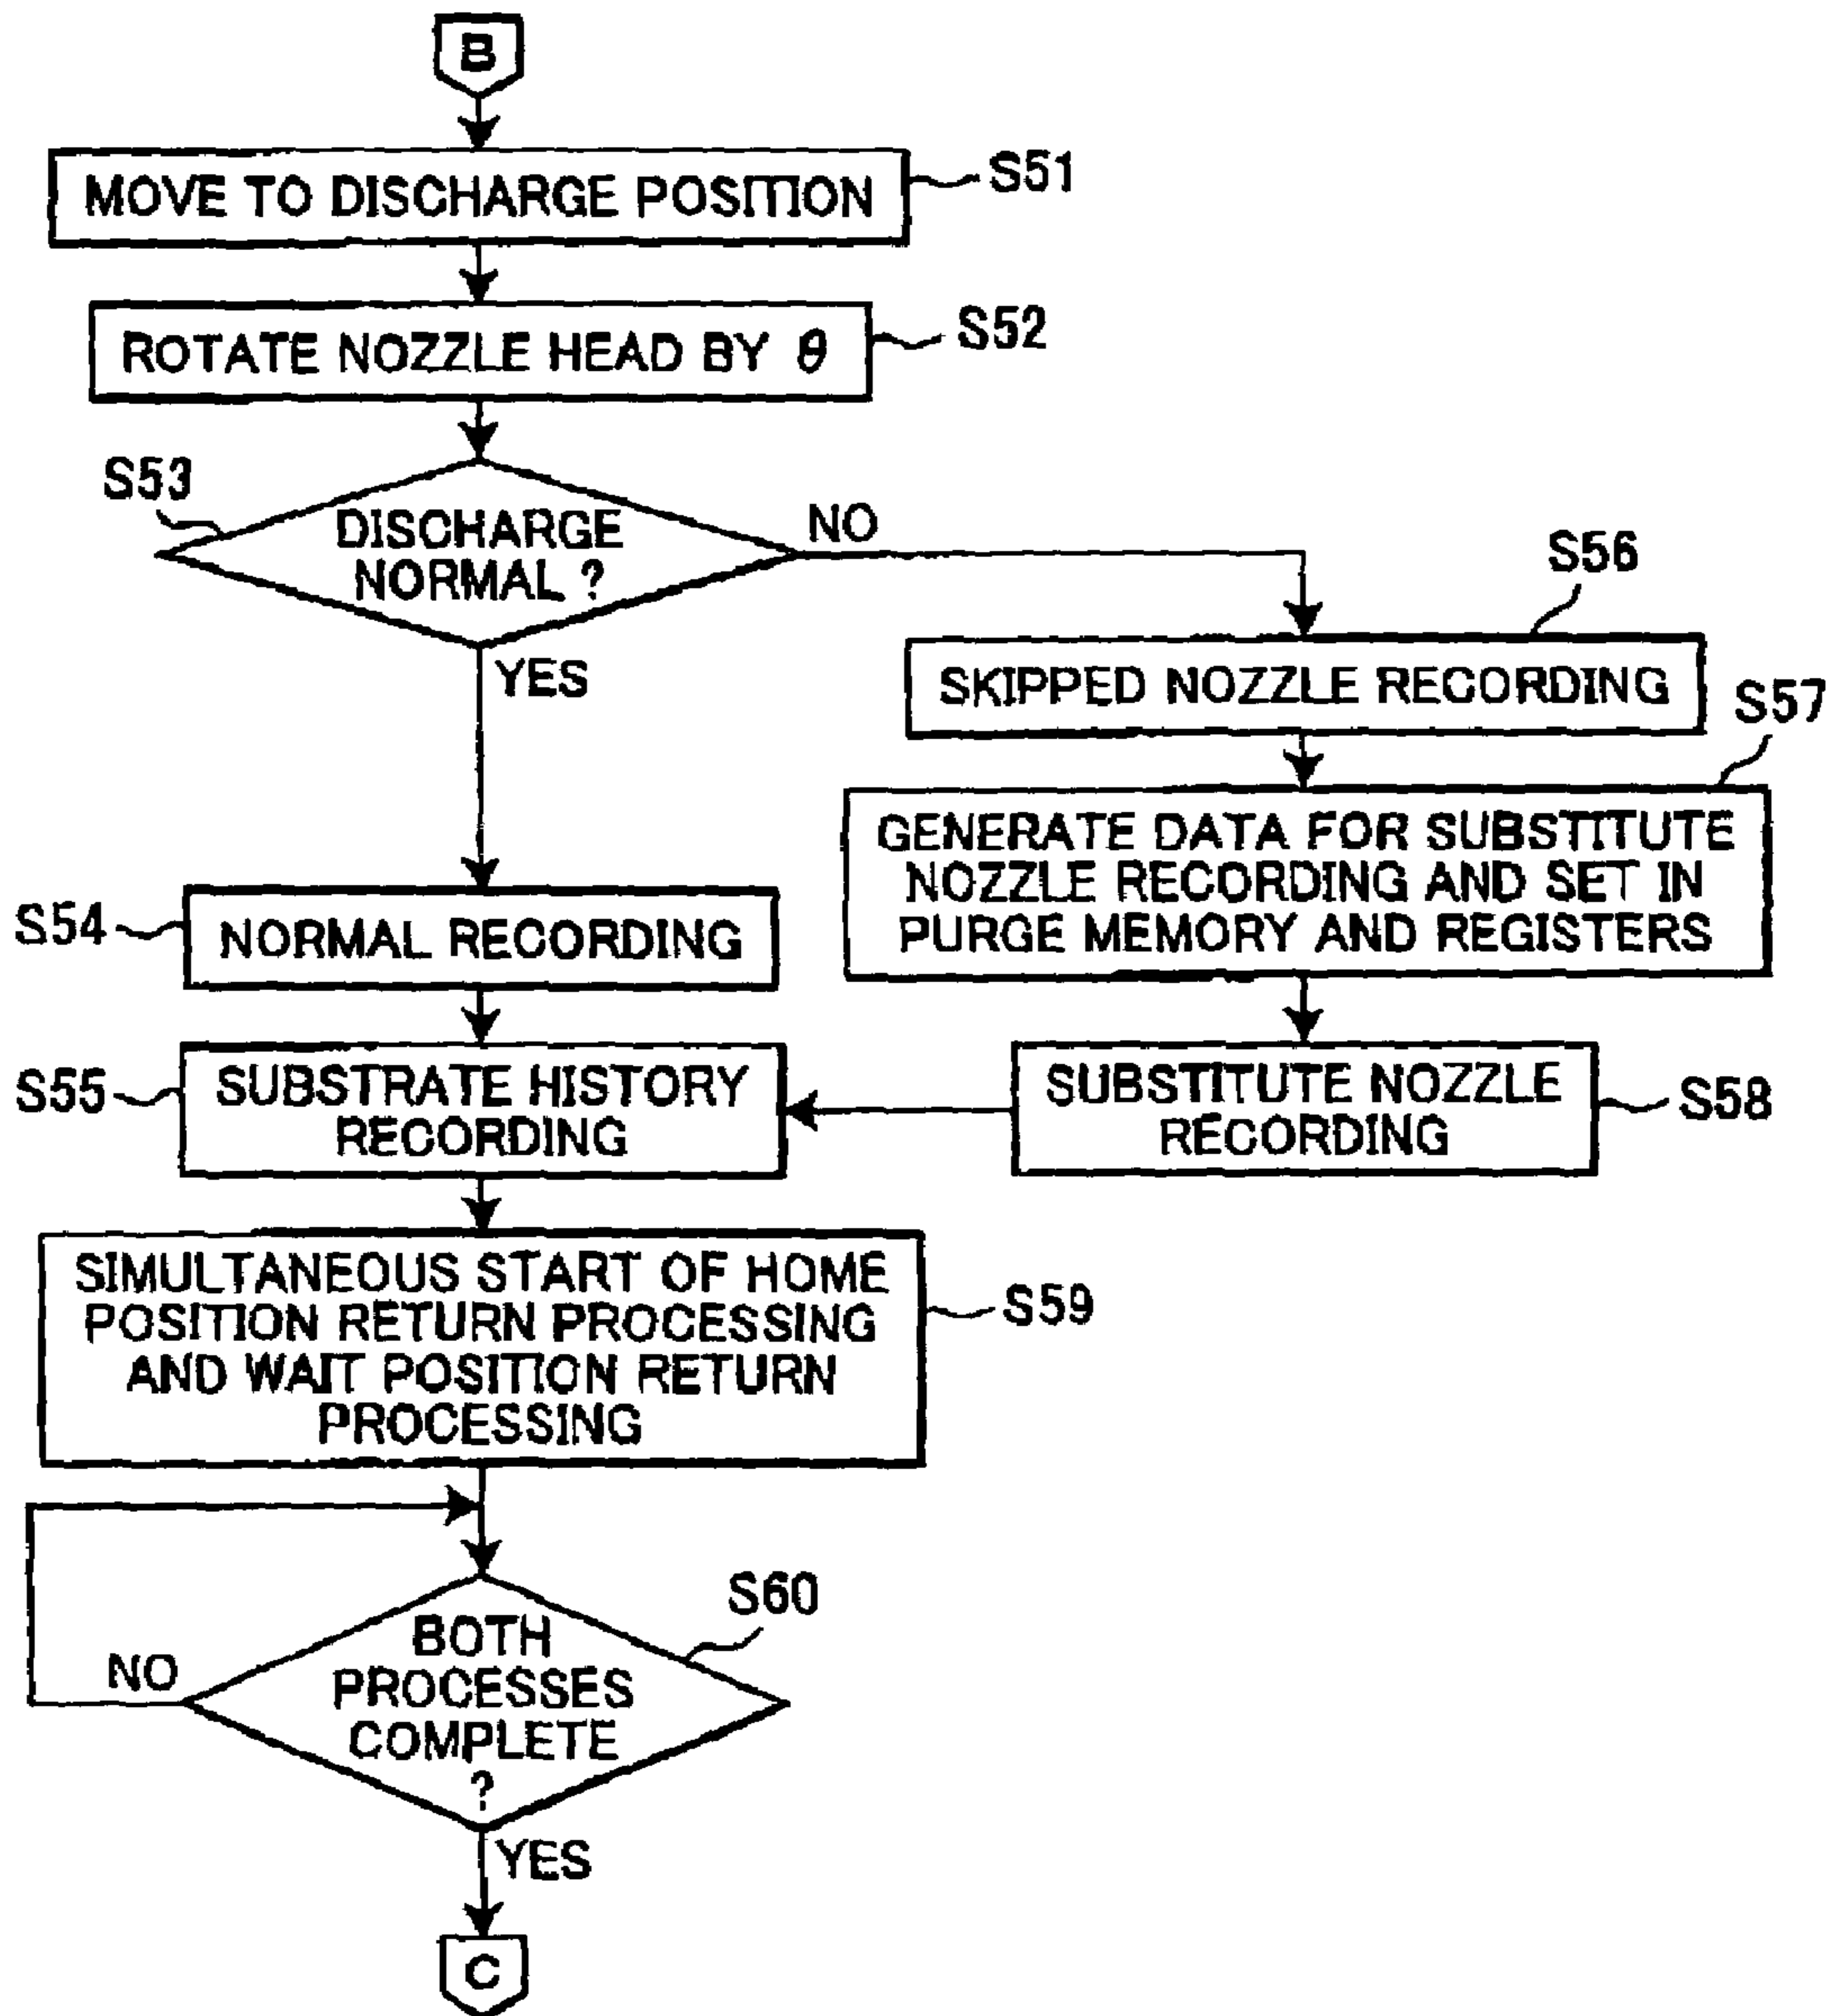 B
MOVE TO DISCHARGE POSITION
S51
ROTATE NOZZLE HEAD BY θ
S52
S53
DISCHARGE
NORMAL ?
NO
YES
S56
SKIPPED NOZZLE RECORDING
S57
GENERATE DATA FOR SUBSTITUTE
NOZZLE RECORDING AND SET IN
PURGE MEMORY AND REGISTERS
S54
NORMAL RECORDING
S55
SUBSTRATE HISTORY
RECORDING
SUBSTITUTE NOZZLE
RECORDING
S58
SIMULTANEOUS START OF HOME
POSITION RETURN PROCESSING
AND WAIT POSITION RETURN
PROCESSING
S59
S60
BOTH
PROCESSES
COMPLETE
?
NO
YES
C